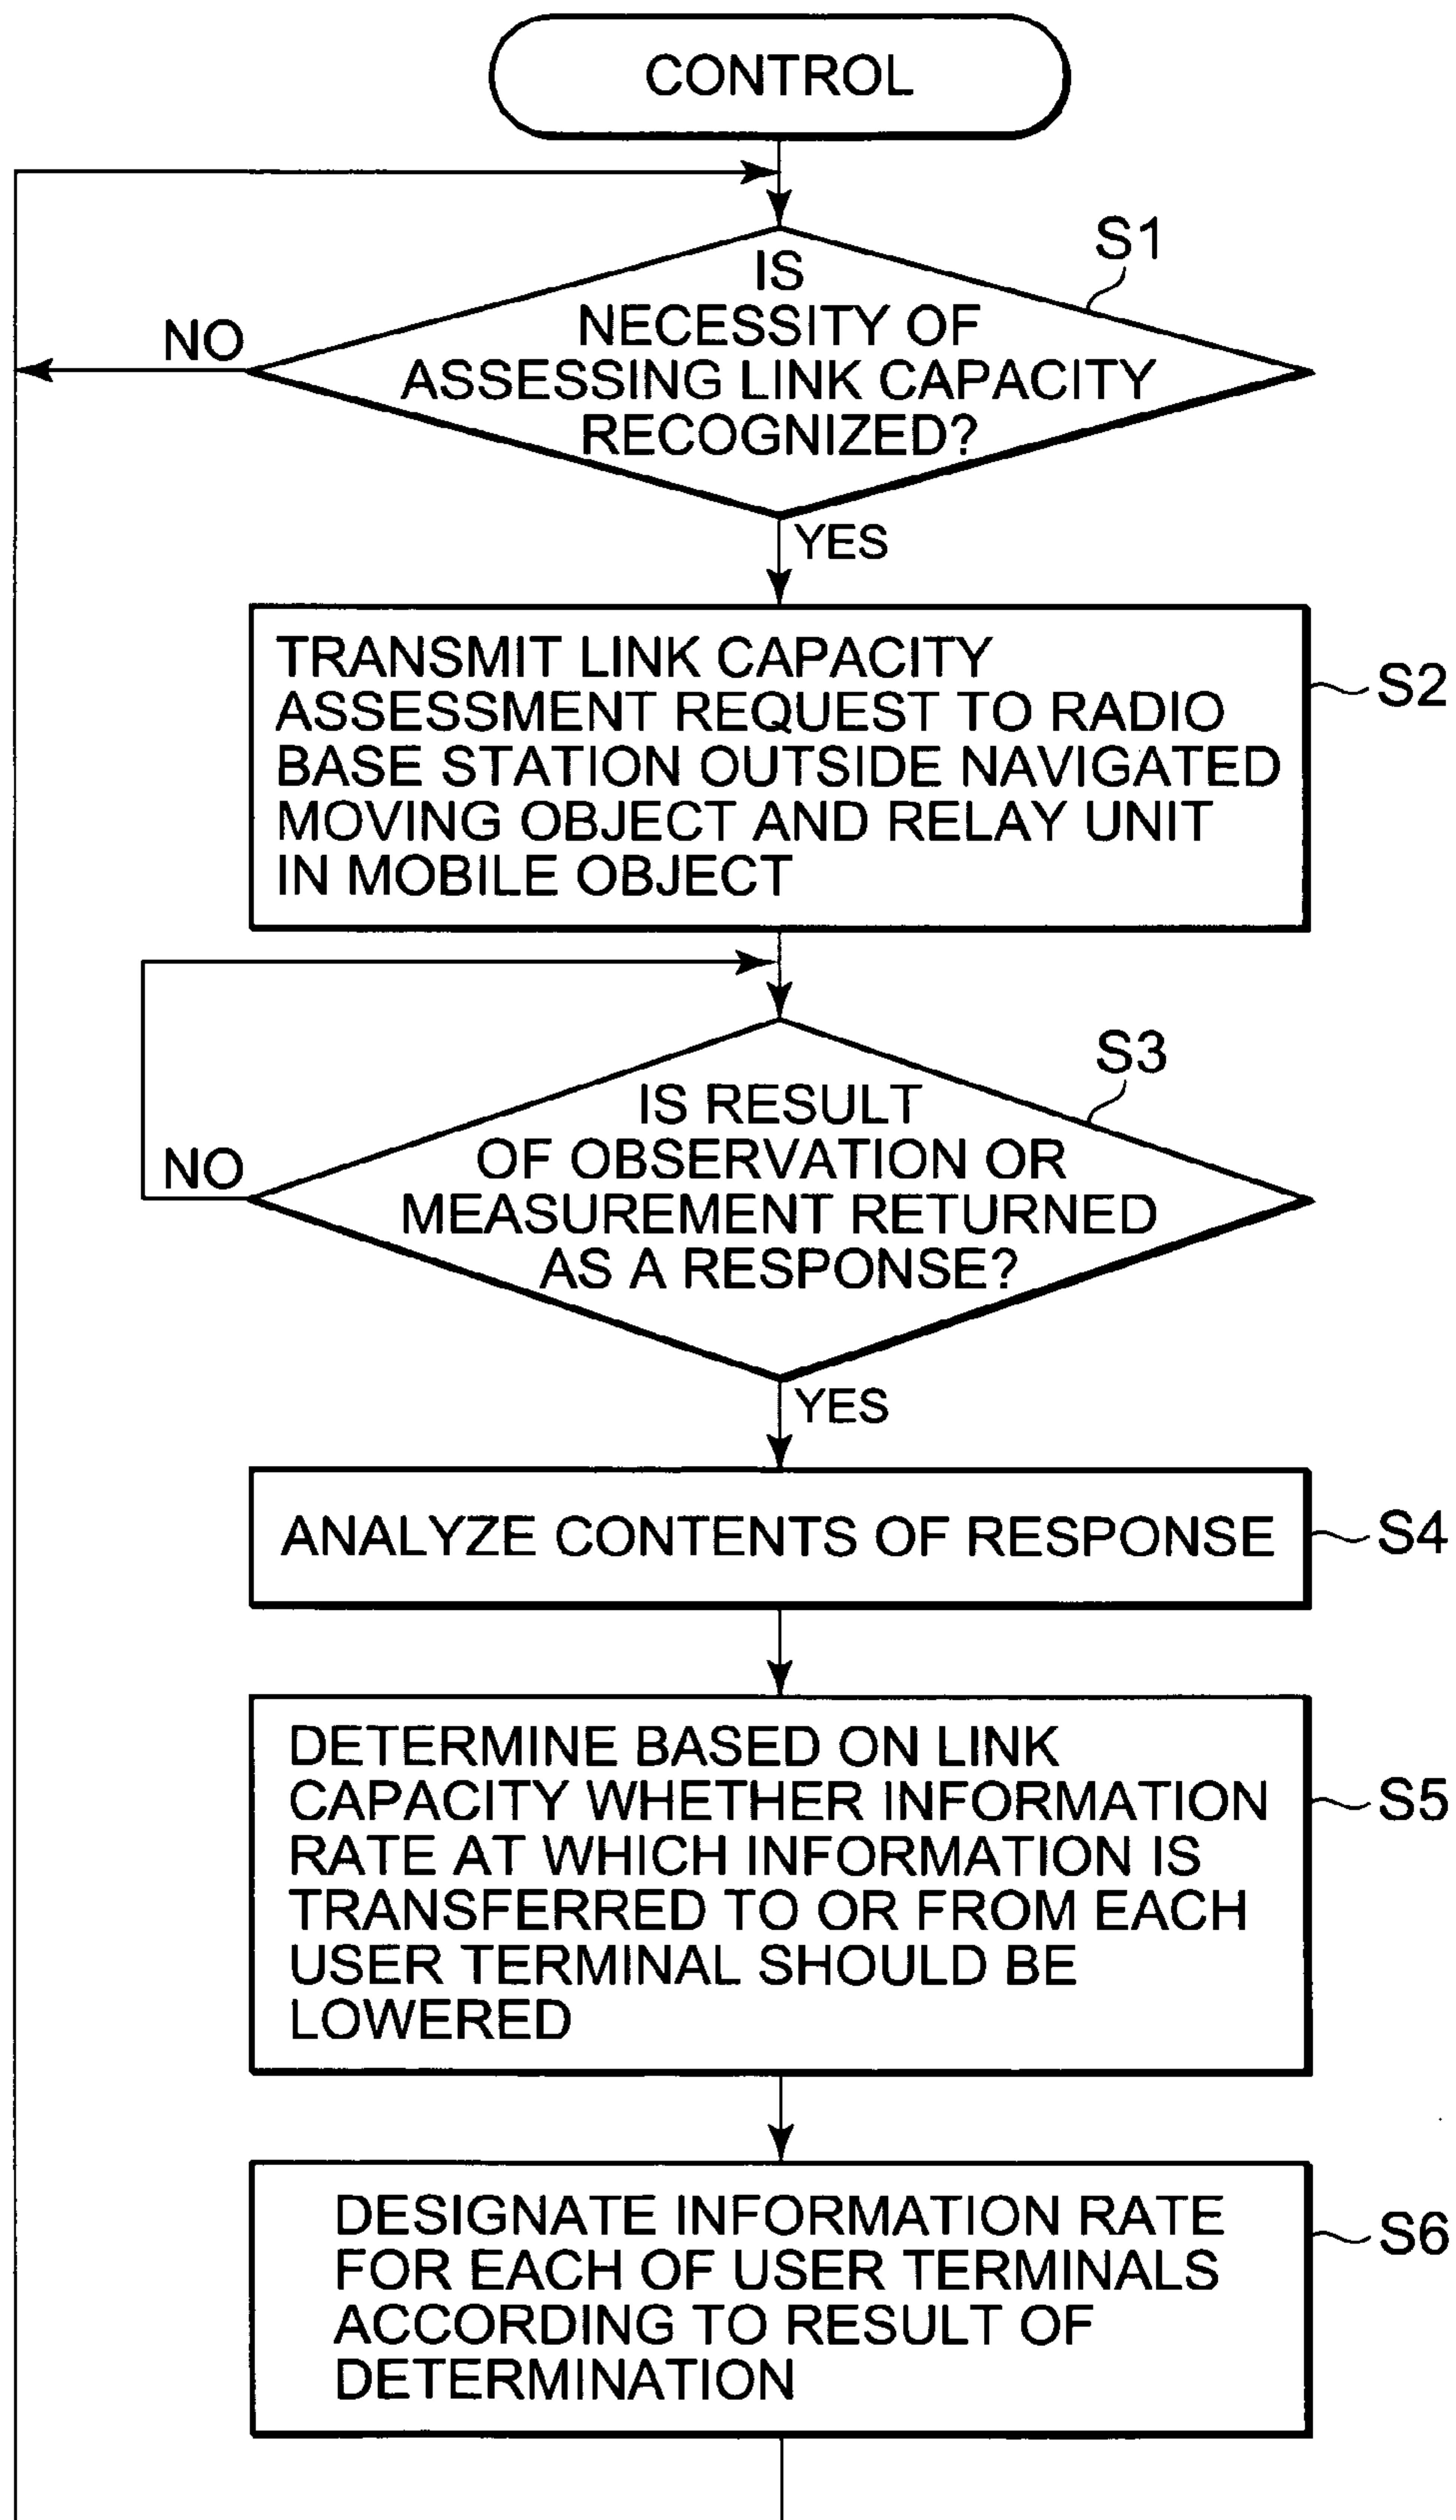 CONTROL
S1
IS
NECESSITY OF
ASSESSING LINK CAPACITY
RECOGNIZED?
NO
YES
TRANSMIT LINK CAPACITY
ASSESSMENT REQUEST TO RADIO
BASE STATION OUTSIDE NAVIGATED
MOVING OBJECT AND RELAY UNIT
IN MOBILE OBJECT
S2
S3
IS RESULT
OF OBSERVATION OR
MEASUREMENT RETURNED
AS A RESPONSE?
NO
YES
ANALYZE CONTENTS OF RESPONSE
S4
DETERMINE BASED ON LINK
CAPACITY WHETHER INFORMATION
RATE AT WHICH INFORMATION IS
TRANSFERRED TO OR FROM EACH
USER TERMINAL SHOULD BE
LOWERED
S5
DESIGNATE INFORMATION RATE
FOR EACH OF USER TERMINALS
ACCORDING TO RESULT OF
DETERMINATION
S6